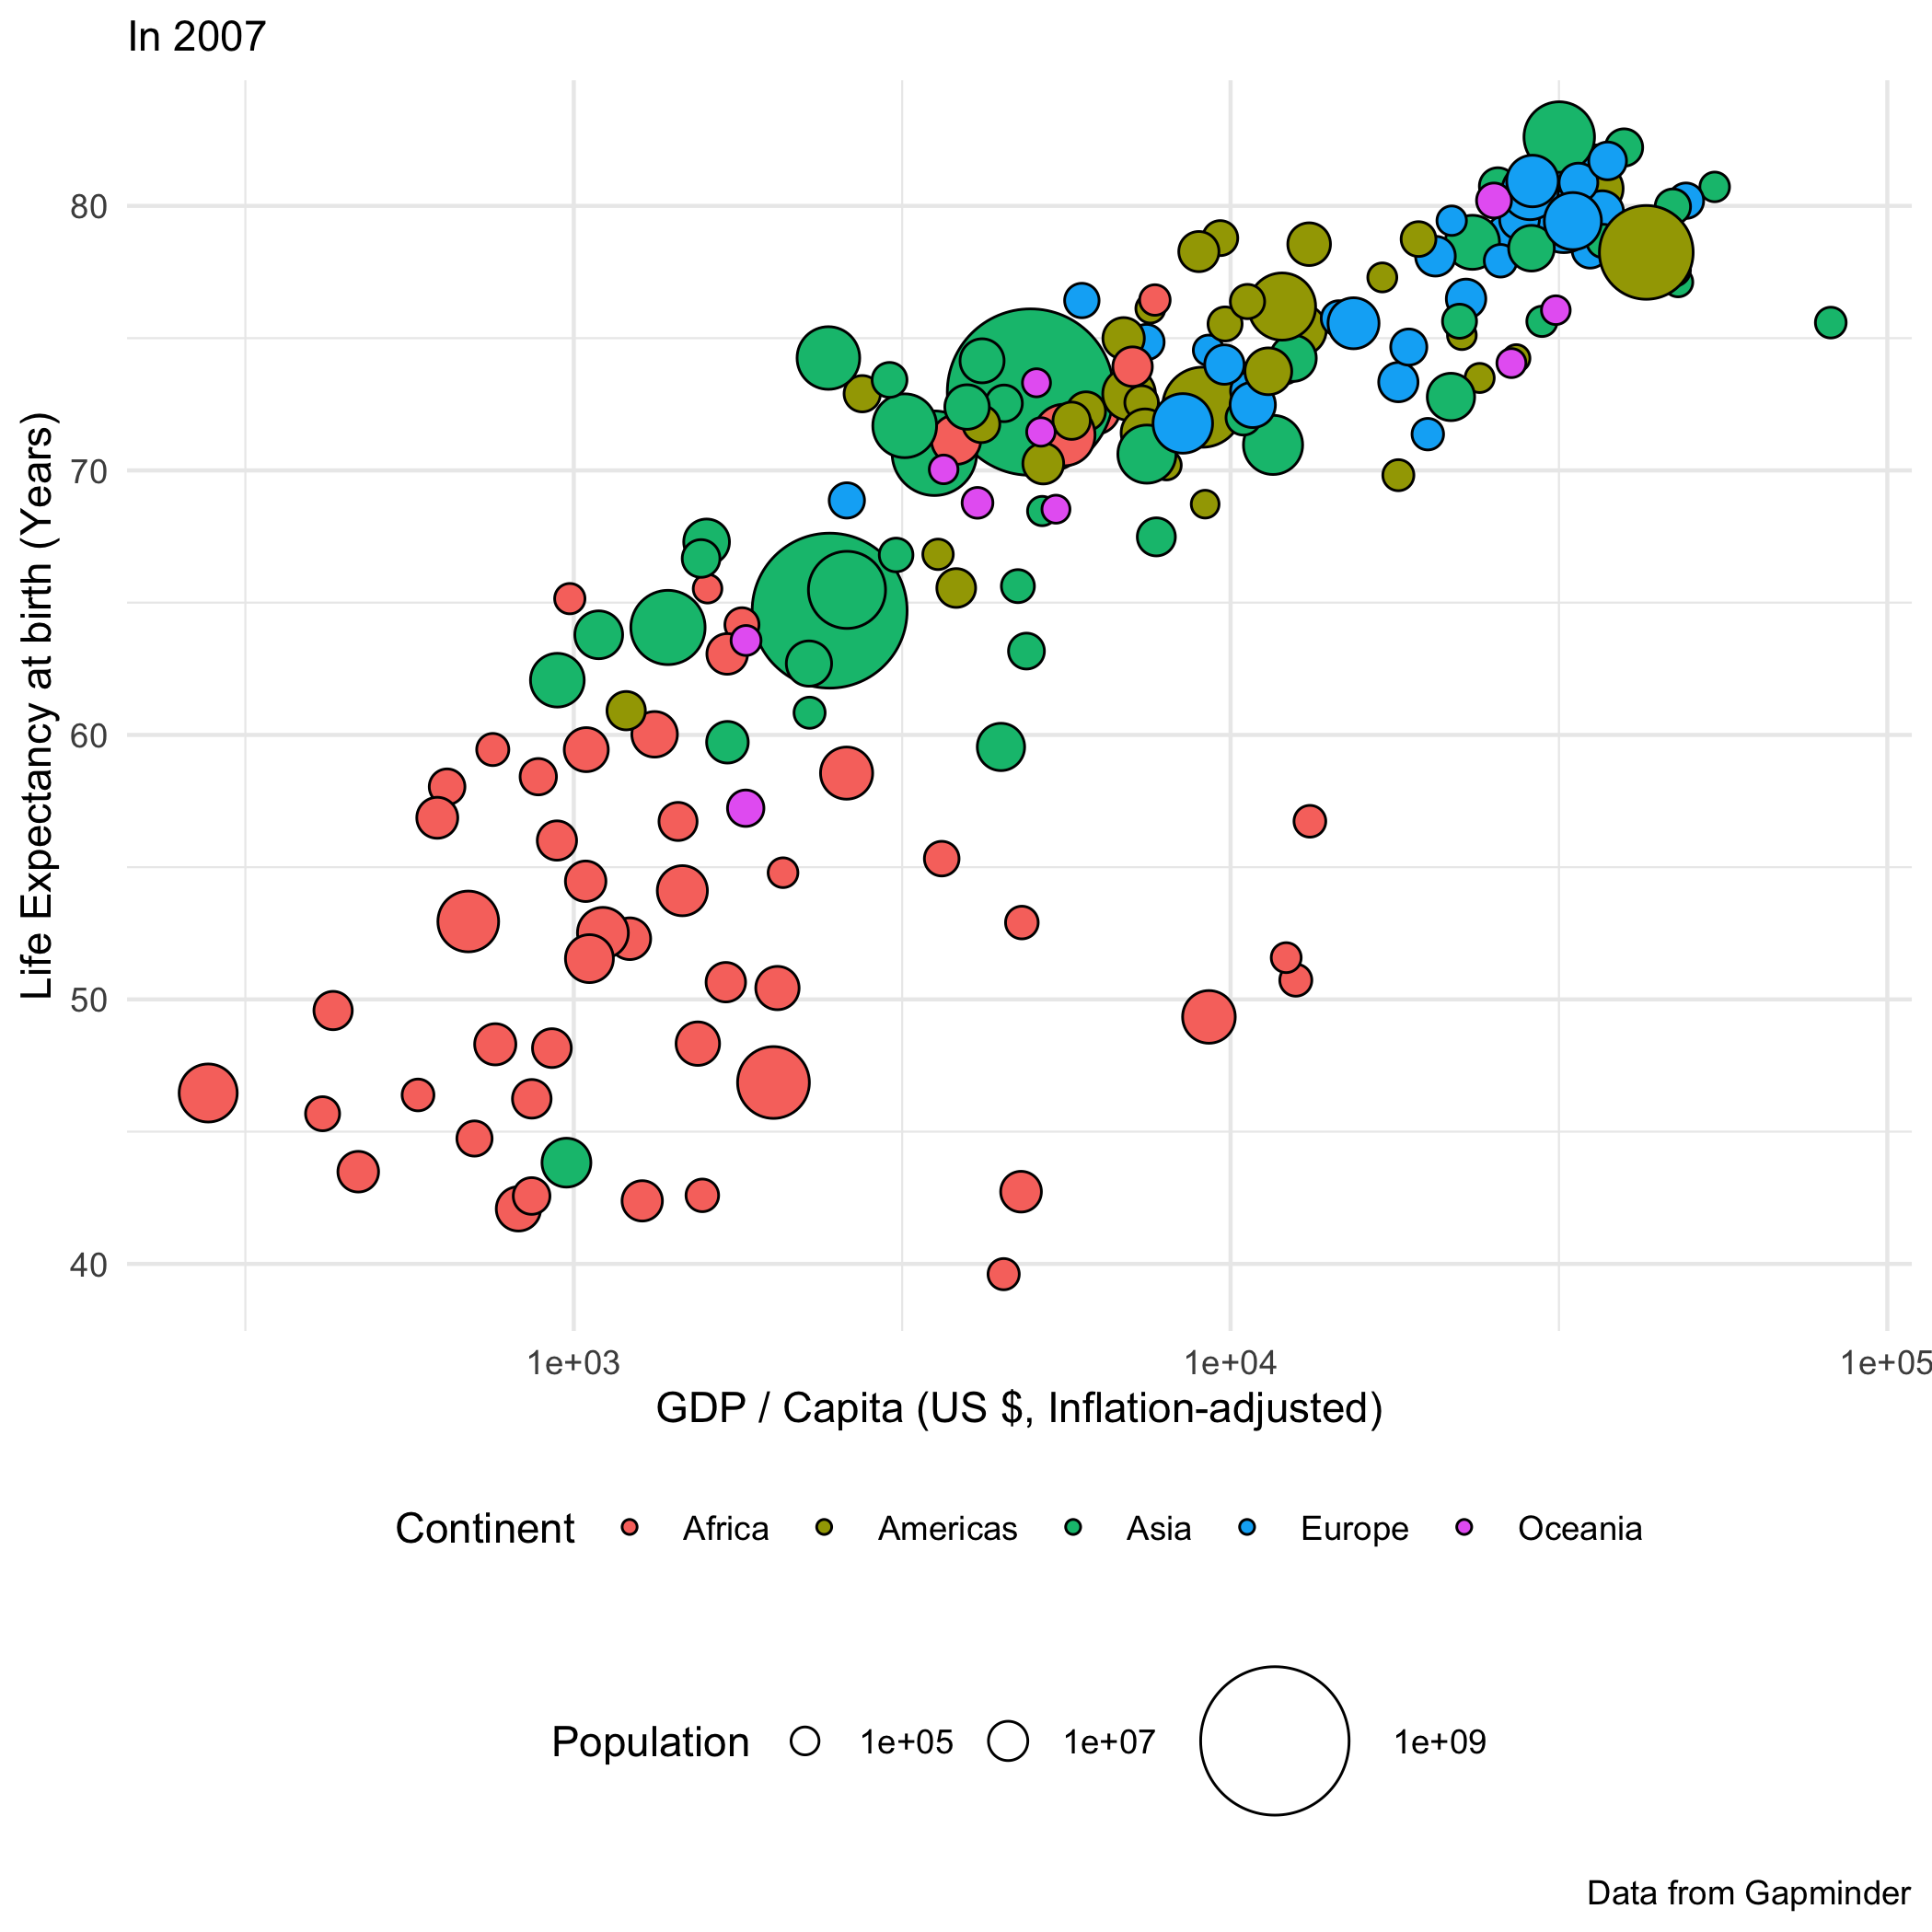 In 2007
Life Expectancy at birth (Years)
80
70
60
50
40
1e+03 1e+04 1e+05
GDP / Capita (US $, Inflation-adjusted)
Continent Africa Americas Asia Europe Oceania
Population 1e+05 1e+07 1e+09
Data from Gapminder